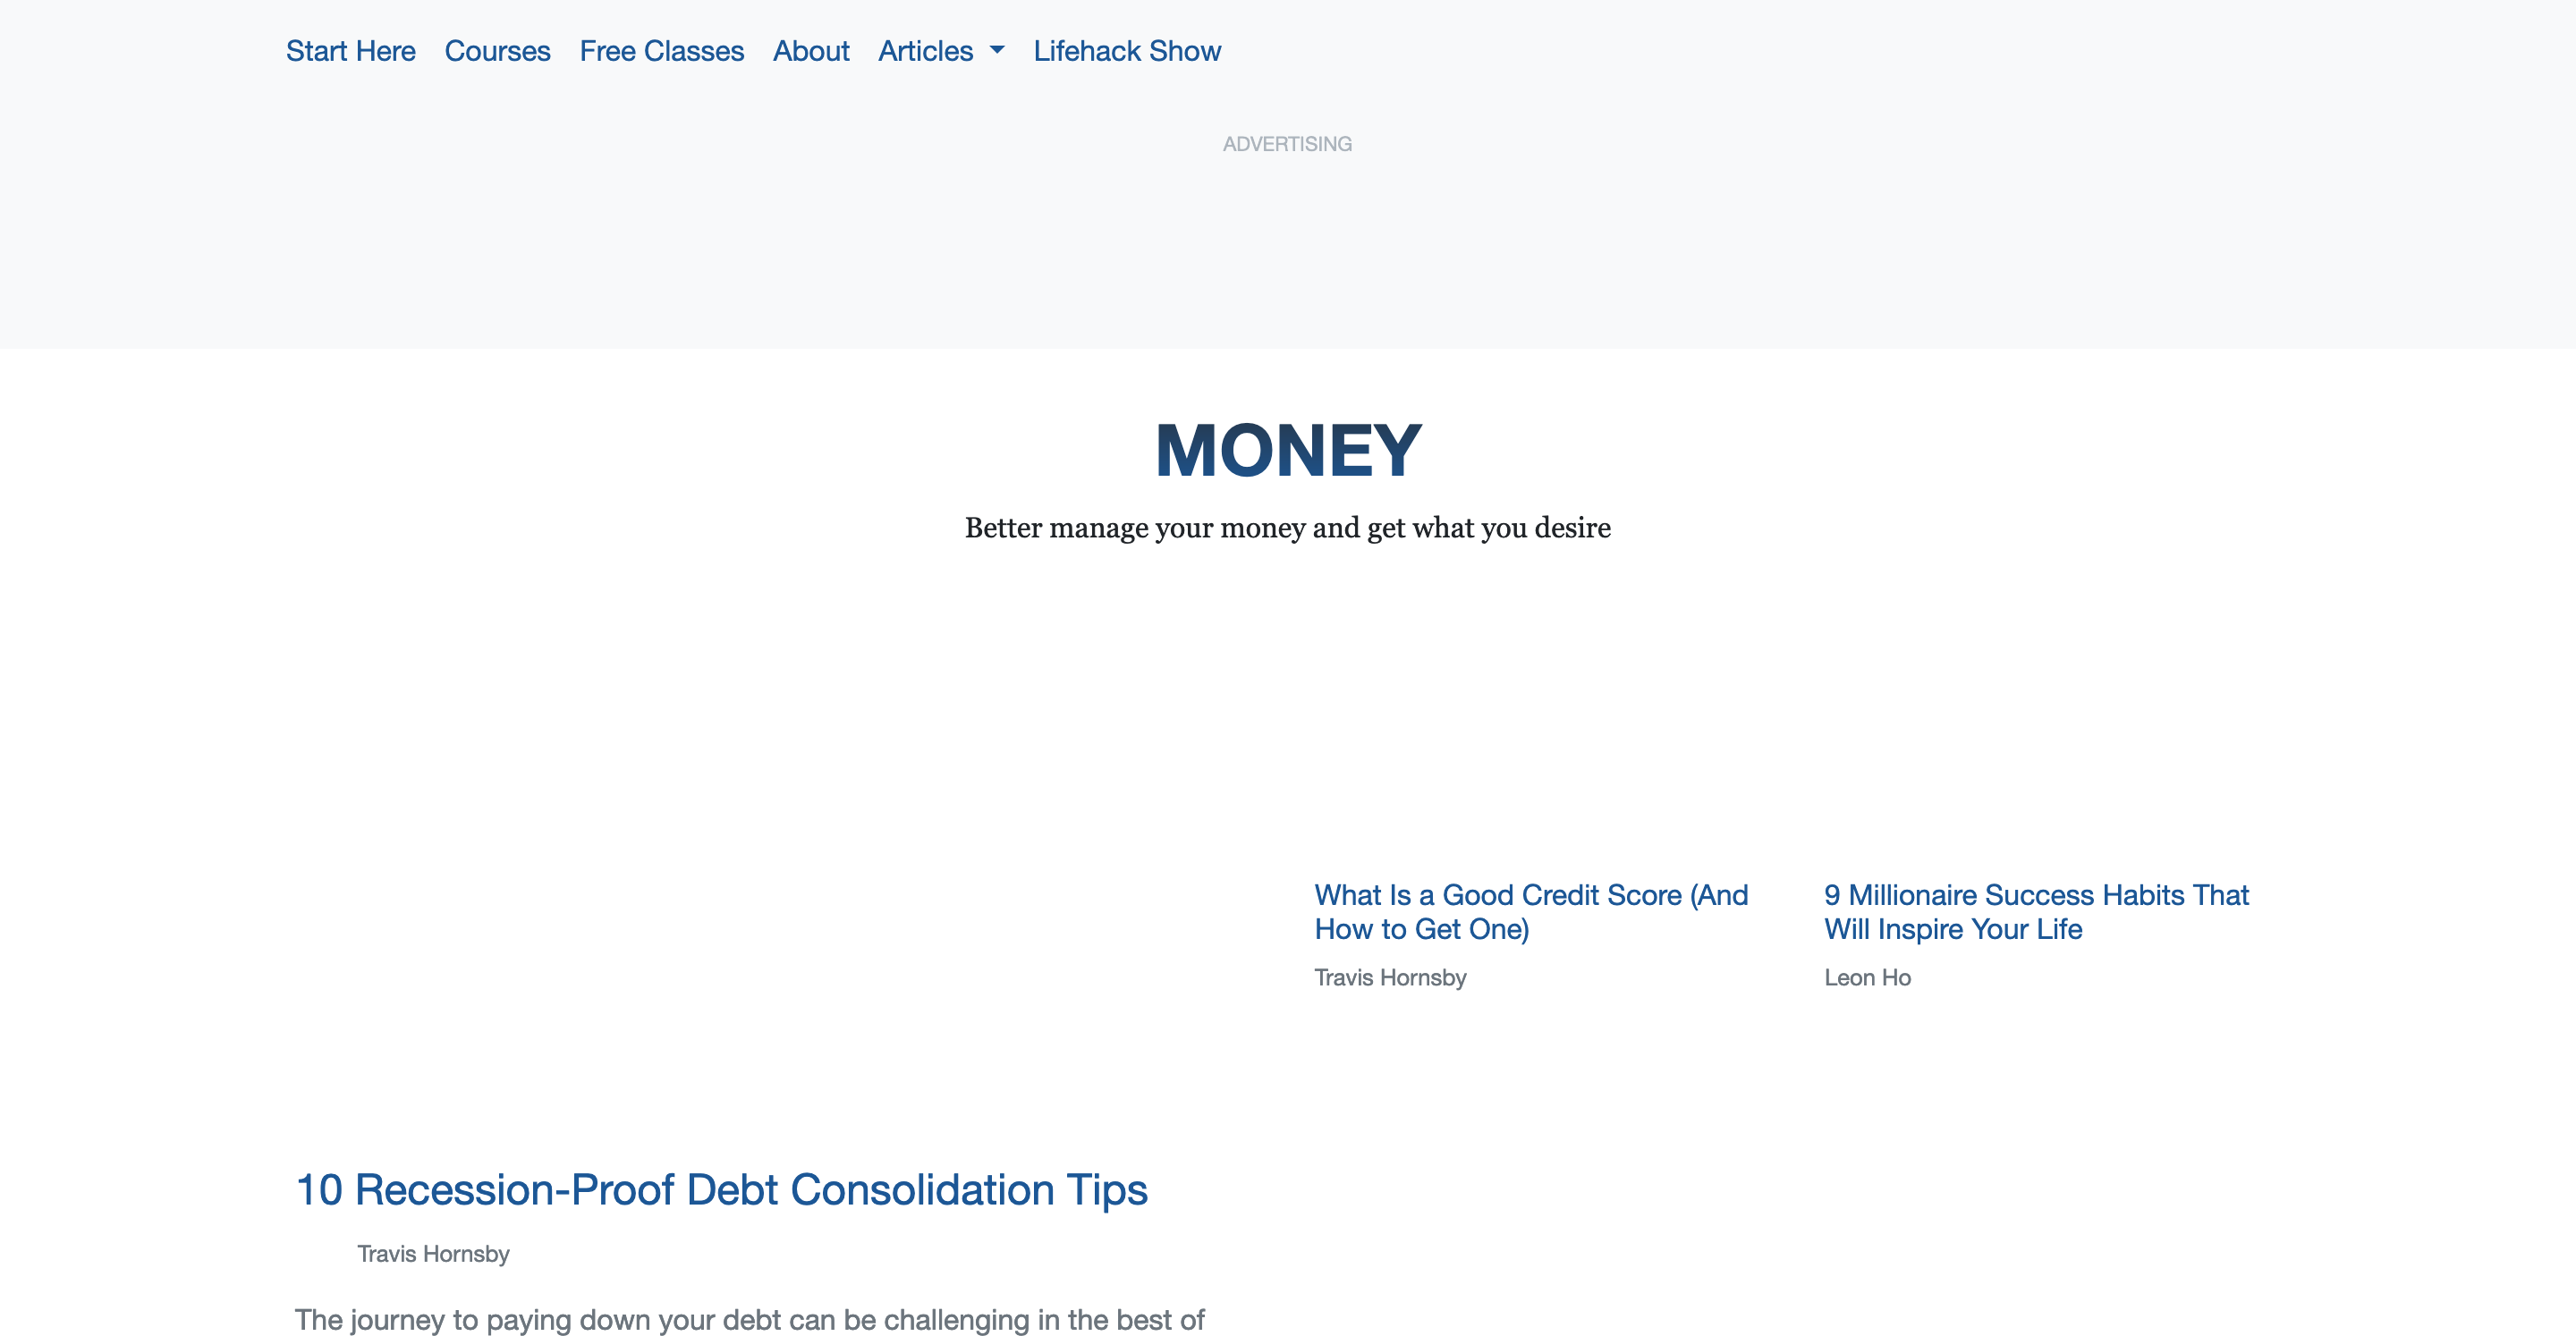 Start Here Courses Free Classes About Articles Lifehack Show
ADVERTISING
MONEY
Better manage your money and get what you desire
What Is a Good Credit Score (And
How to Get One)
Travis Hornsby
9 Millionaire Success Habits That
Will Inspire Your Life
Leon Ho
10 Recession-Proof Debt Consolidation Tips
Travis Hornsby
The journey to paying down your debt can be challenging in the best of